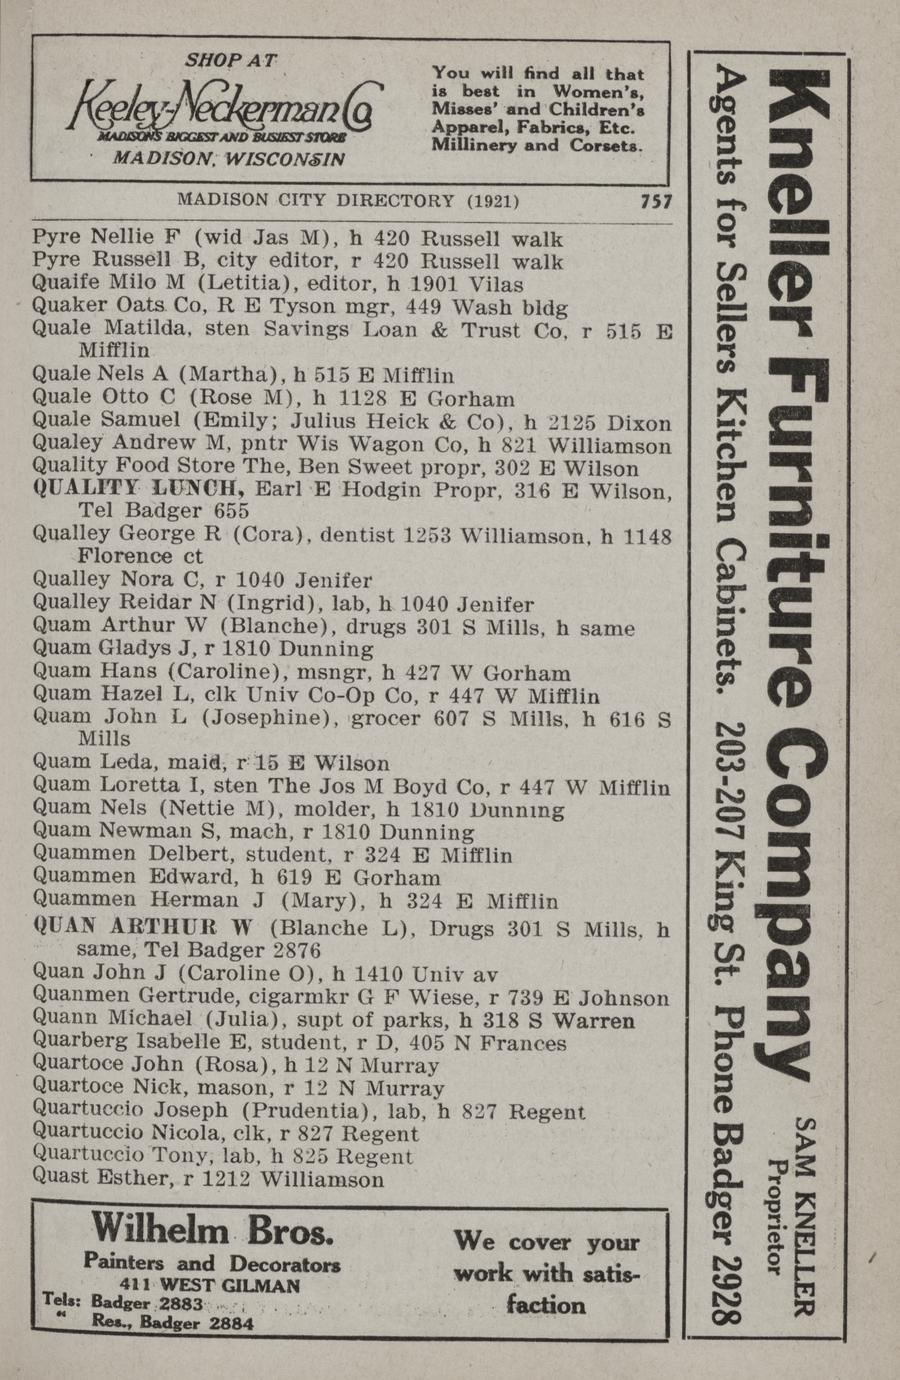 SHOP AT
Keeley-Neckerman Co
MADISON'S BIGGEST AND BUSIEST STORE
MADISON, WISCONSIN
You will find all that
is best in Women's,
Misses' and Children's
Apparel, Fabrics, Etc.
Millinery and Corsets.
MADISON CITY DIRECTORY (1921) 757
Pyre Nellie F (wid Jas M), h 420 Russell walk
Pyre Russell B, city editor, r 420 Russell walk
Quaife Milo M (Letitia), editor, h 1901 Vilas
Quaker Oats Co, R E Tyson mgr, 449 Wash bldg
Quale Matilda, sten Savings Loan & Trust Co, r 515 E
Mifflin
Quale Nels A (Martha), h 515 E Mifflin
Quale Otto C (Rose M), h 1128 E Gorham
Quale Samuel (Emily; Julius Heick & Co), h 2125 Dixon
Qualey Andrew M, pntr Wis Wagon Co, h 821 Williamson
Quality Food Store The, Ben Sweet propr, 302 E Wilson
QUALITY LUNCH, Earl E Hodgin Propr, 316 E Wilson,
Tel Badger 655
Qualley George R (Cora), dentist 1253 Williamson, h 1148
Florence ct
Qualley Nora C, r 1040 Jenifer
Qualley Reidar N (Ingrid), lab, h 1040 Jenifer
Quam Arthur W (Blanche), drugs 301 S Mills, h same
Quam Gladys J, r 1810 Dunning
Quam Hans (Caroline), msngr, h 427 W Gorham
Quam Hazel L, clk Univ Co-Op Co, r 447 W Mifflin
Quam John L (Josephine), grocer 607 S Mills, h 616 S
Mills
Quam Leda, maid, r 15 E Wilson
Quam Loretta I, sten The Jos M Boyd Co, r 447 W Mifflin
Quam Nels (Nettie M), molder, h 1810 Dunning
Quam Newman S, mach, r 1810 Dunning
Quammen Delbert, student, r 324 E Mifflin
Quammen Edward, h 619 E Gorham
Quammen Herman J (Mary), h 324 E Mifflin
QUAN ARTHUR W (Blanche L), Drugs 301 S Mills, h
same, Tel Badger 2876
Quan John J (Caroline O), h 1410 Univ av
Quanmen Gertrude, cigarmkr G F Wiese, r 739 E Johnson
Quann Michael (Julia), supt of parks, h 318 S Warren
Quarberg Isabelle E, student, r D, 405 N Frances
Quartoce John (Rosa), h 12 N Murray
Quartoce Nick, mason, r 12 N Murray
Quartuccio Joseph (Prudentia), lab, h 827 Regent
Quartuccio Nicola, clk, r 827 Regent
Quartuccio Tony, lab, h 825 Regent
Quast Esther, r 1212 Williamson
Wilhelm Bros.
Painters and Decorators
411 WEST GILMAN
Tels: Badger 2883
" Res., Badger 2884
We cover your
work with satis-
faction
Kneller Furniture Company
SAM KNELLER
Proprietor
Agents for Sellers Kitchen Cabinets. 203-207 King St. Phone Badger 2928